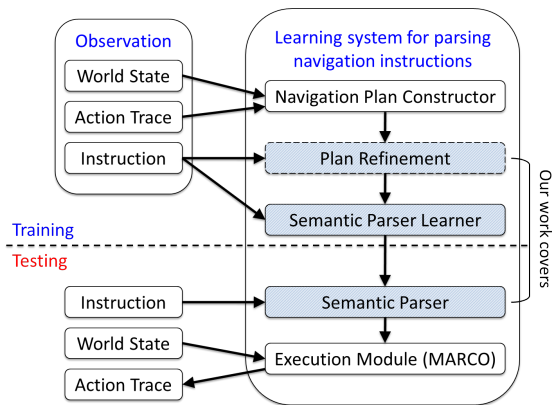 Observation
World State
Action Trace
Instruction
Learning system for parsing
navigation instructions
Navigation Plan Constructor
Plan Refinement
Semantic Parser Learner
Our work covers
Training
Testing
Instruction
World State
Action Trace
Semantic Parser
Execution Module (MARCO)